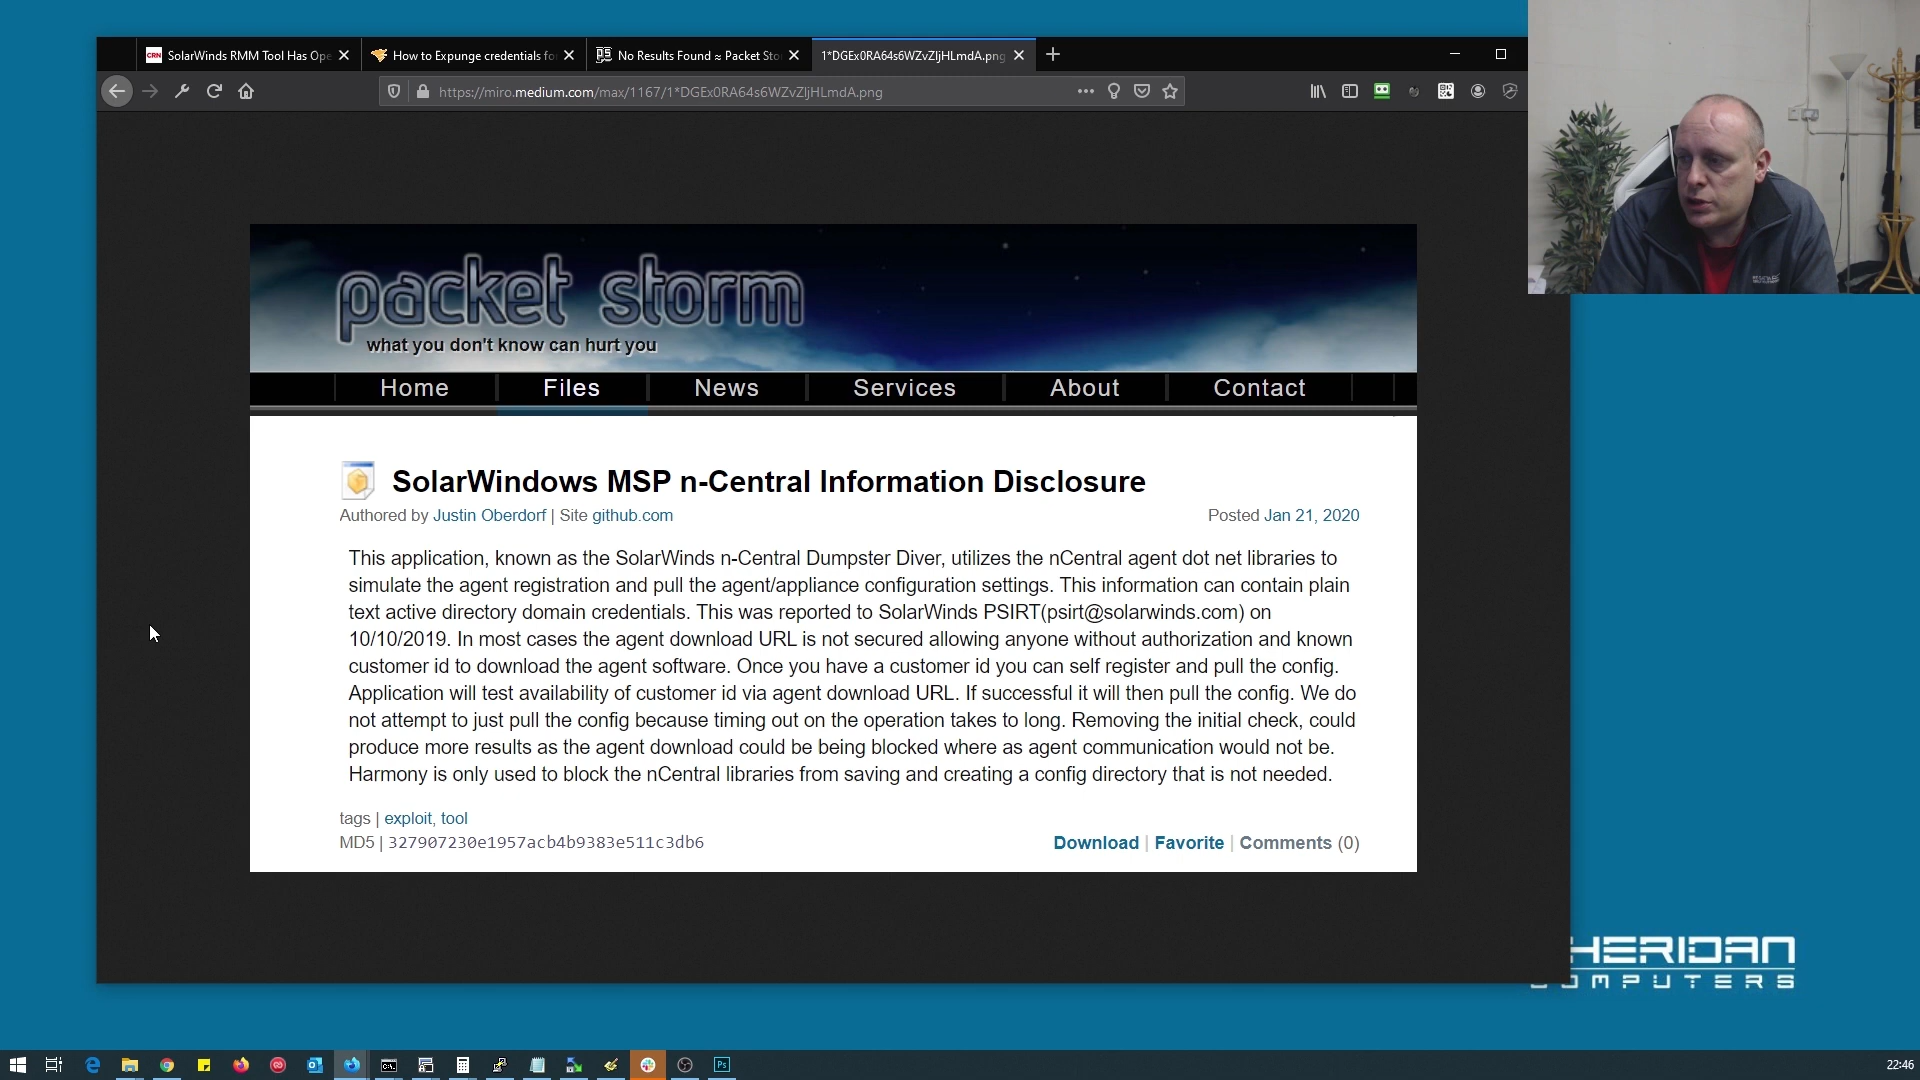 CRN SolarWinds RMM Tool Has Ope
How to Expunge credentials fo
PS No Results Found ≈ Packet Sto
1*DGEx0RA64s6WZvZIjHLmdA.png
https://miro.medium.com/max/1167/1*DGEx0RA64s6WZvZIjHLmdA.png
packet storm
what you don't know can hurt you
Home Files News Services About Contact
SolarWindows MSP n-Central Information Disclosure
Authored by Justin Oberdorf | Site github.com
Posted Jan 21, 2020
This application, known as the SolarWinds n-Central Dumpster Diver, utilizes the nCentral agent dot net libraries to
simulate the agent registration and pull the agent/appliance configuration settings. This information can contain plain
text active directory domain credentials. This was reported to SolarWinds PSIRT(psirt@solarwinds.com) on
10/10/2019. In most cases the agent download URL is not secured allowing anyone without authorization and known
customer id to download the agent software. Once you have a customer id you can self register and pull the config.
Application will test availability of customer id via agent download URL. If successful it will then pull the config. We do
not attempt to just pull the config because timing out on the operation takes to long. Removing the initial check, could
produce more results as the agent download could be being blocked where as agent communication would not be.
Harmony is only used to block the nCentral libraries from saving and creating a config directory that is not needed.
tags | exploit, tool
MD5 | 327907230e1957acb4b9383e511c3db6
Download | Favorite | Comments (0)
HERIDAN
COMPUTERS
Ps
22:46